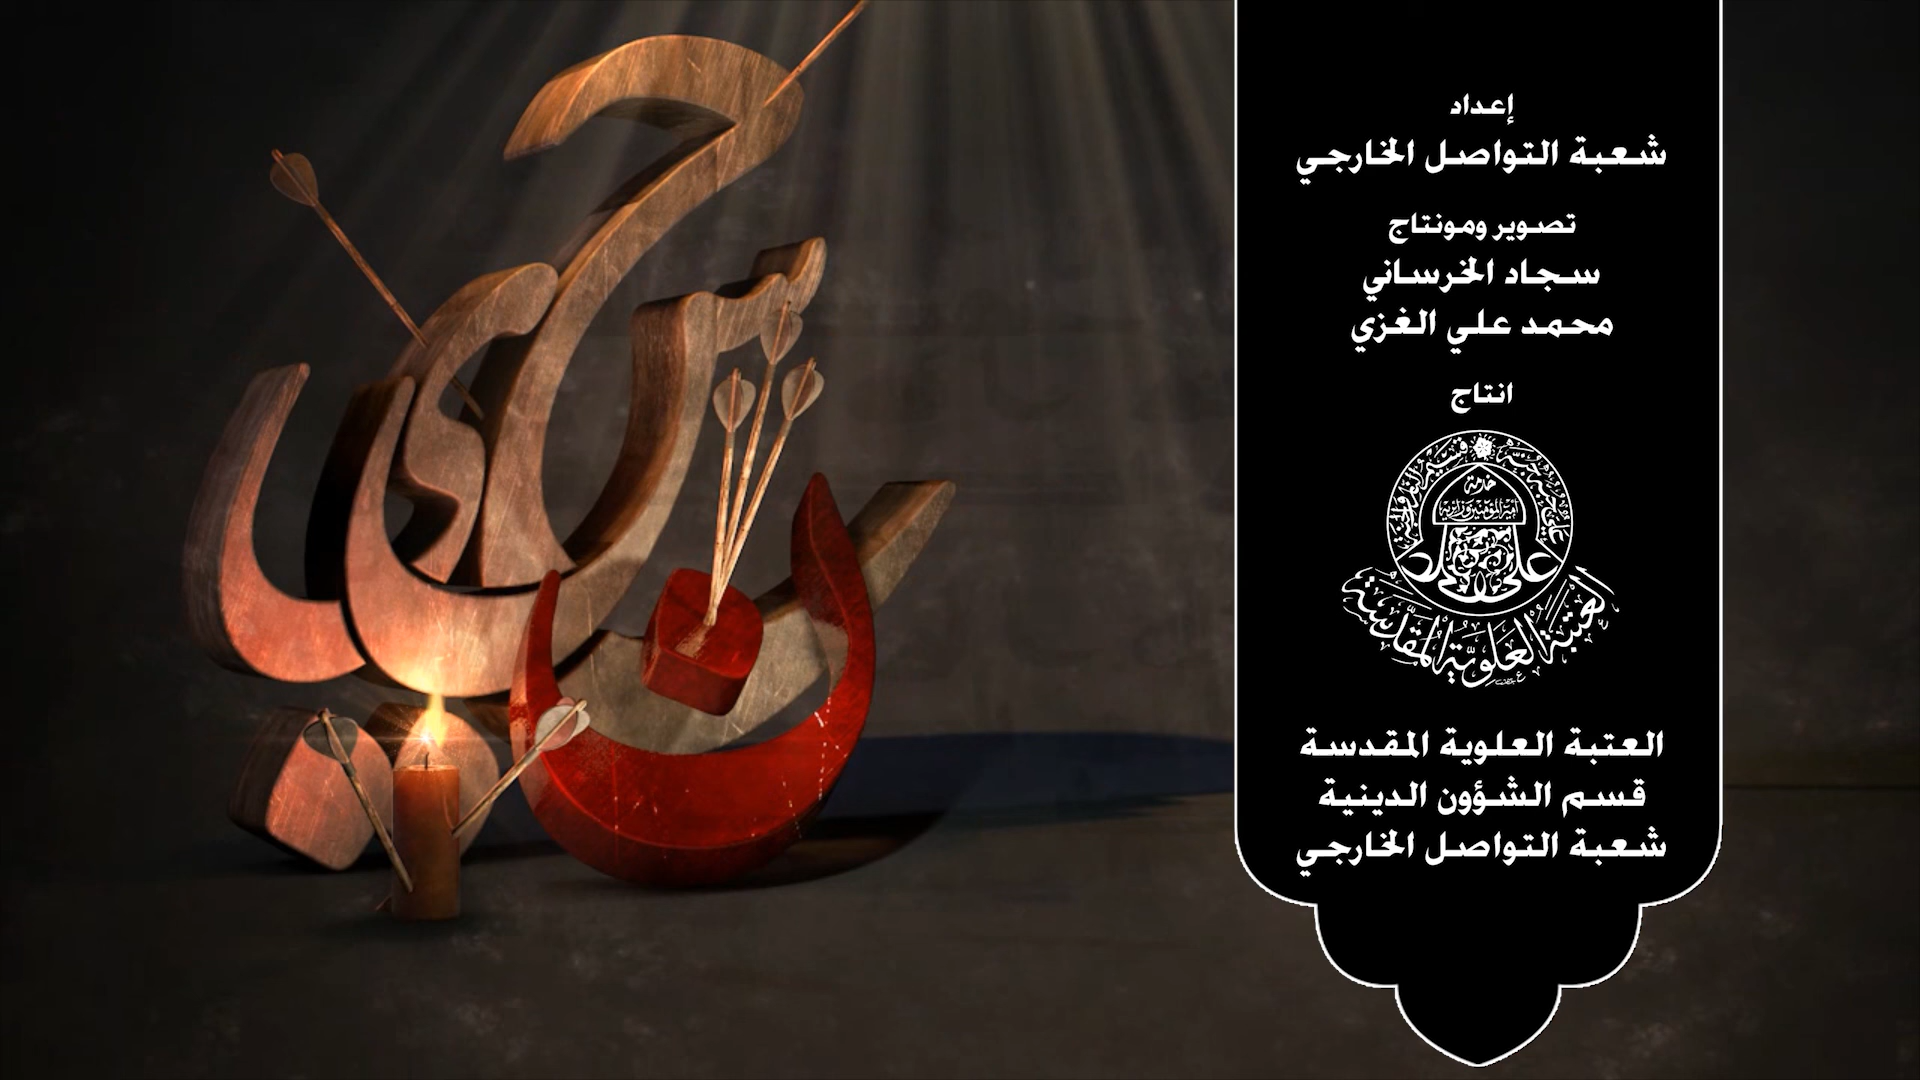 إعداد
شعبة التواصل الخارجي
تصوير ومونتاج
سجاد الخرساني
محمد علي الغزي
انتاج
العتبة العلوية المقدسة
العتبة العلوية المقدسة
قسم الشؤون الدينية
شعبة التواصل الخارجي